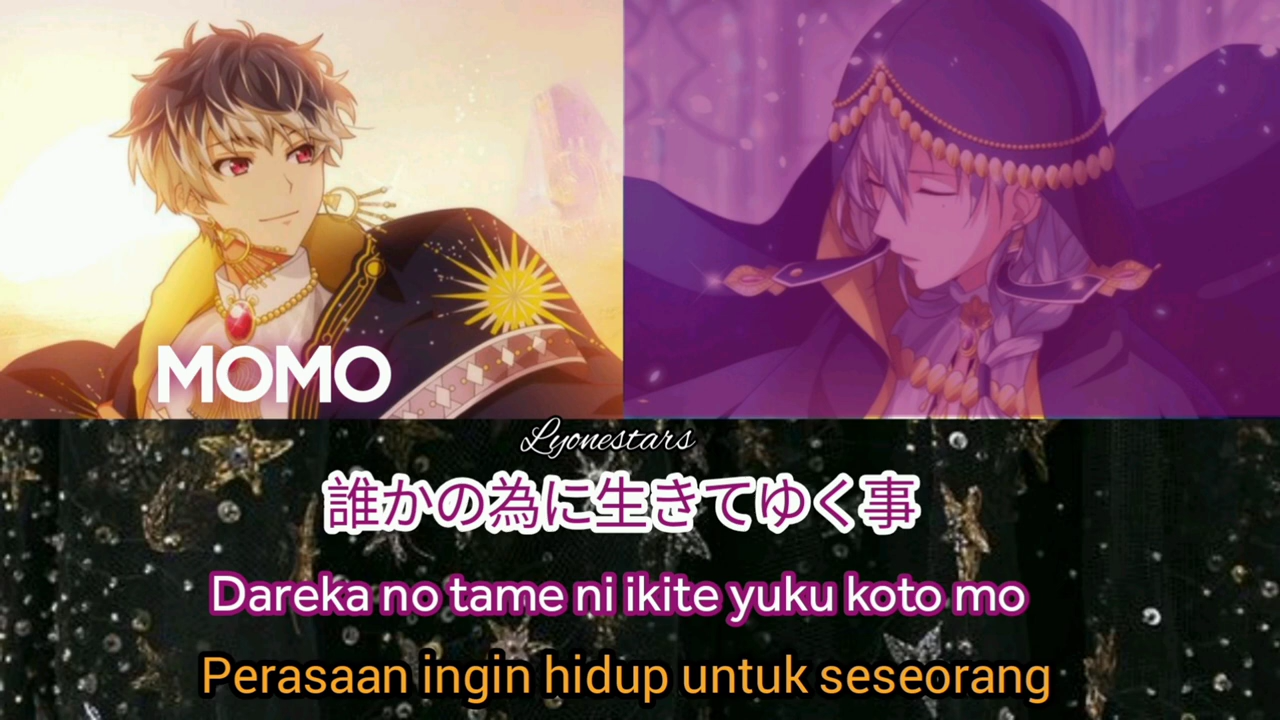 MOMO
Lyonestars
誰かの為に生きてゆく事
Dareka no tame ni ikite yuku koto mo
Perasaan ingin hidup untuk seseorang